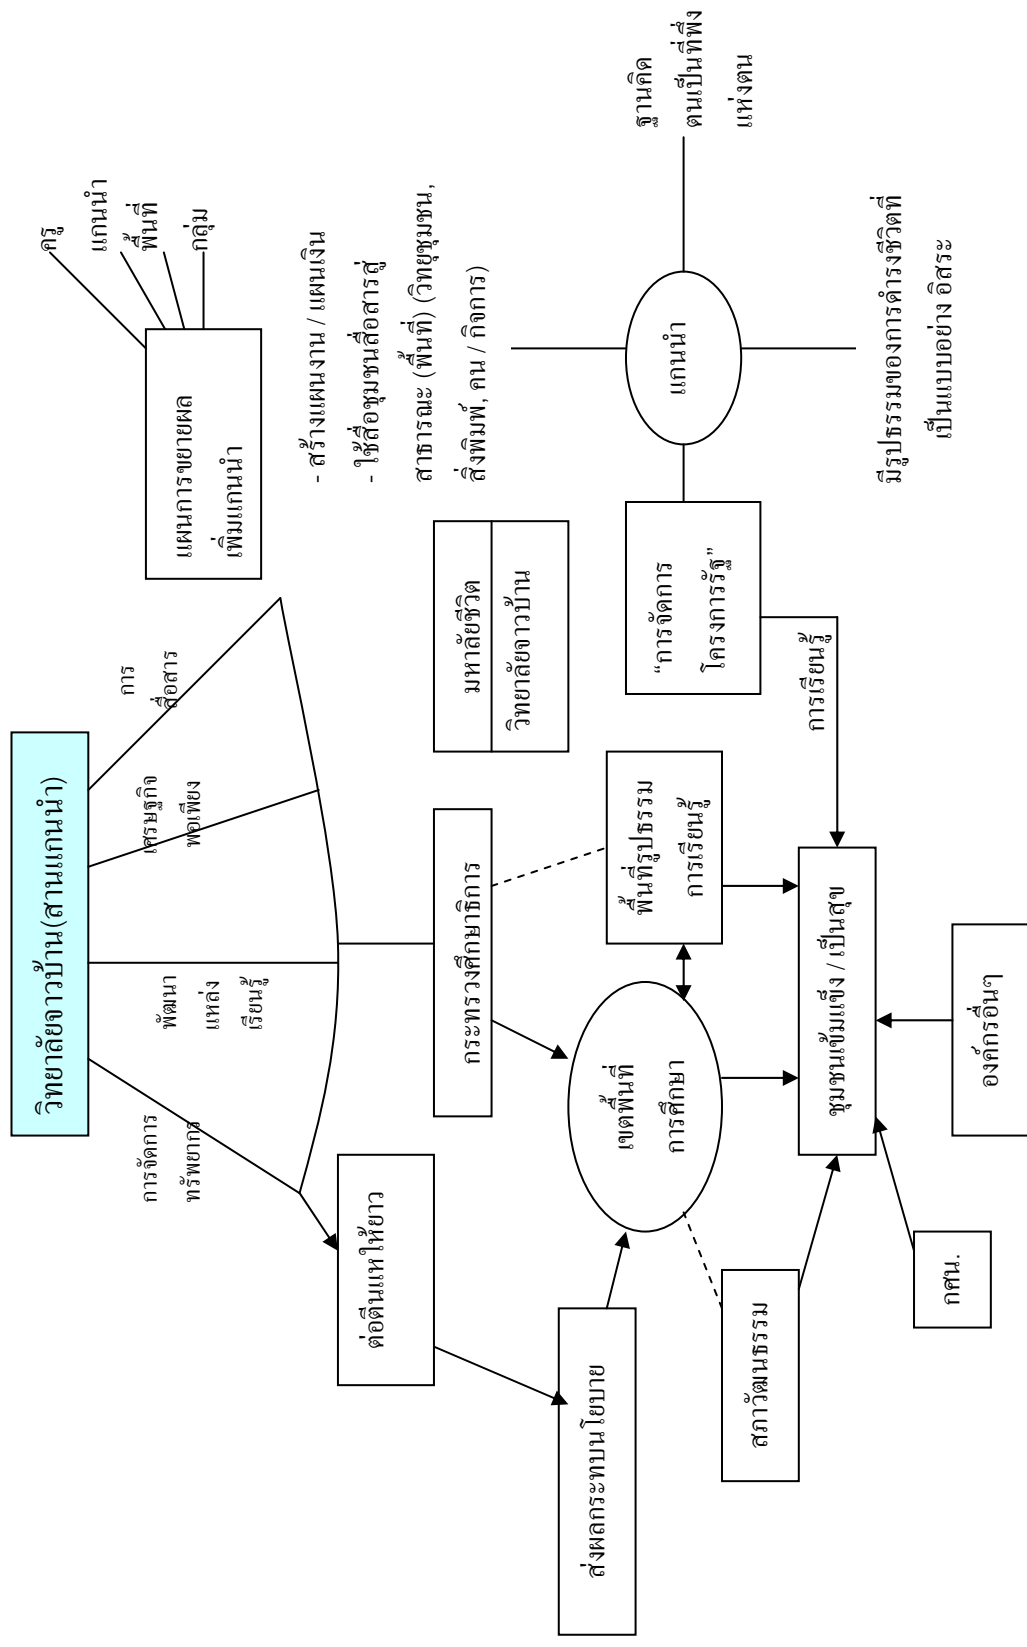 วิทยาลัยจาวบ้าน(สานแกนนำ)
การจัดการ
ทรัพยากร
พัฒนา
แหล่ง
เรียนรู้
เศรษฐกิจ
พอเพียง
การ
สื่อสาร
แผนการขยายผล
เพิ่มแกนนำ
ครู
แกนนำ
พื้นที่
กลุ่ม
ต่อตีนแหให้ยาว
กระทรวงศึกษาธิการ
มหาลัยชีวิต
วิทยาลัยจาวบ้าน
- สร้างแผนงาน / แผนเงิน
- ใช้สื่อชุมชนสื่อสารสู่
สาธารณะ (พื้นที่) (วิทยุชุมชน,
สิ่งพิมพ์, คน / กิจการ)
ส่งผลกระทบนโยบาย
เขตพื้นที่
การศึกษา
พื้นที่รูปธรรม
การเรียนรู้
“การจัดการ
โครงการรัฐ”
แกนนำ
ฐานคิด
ตนเป็นที่พึ่ง
แห่งตน
สภาวัฒนธรรม
ชุมชนเข้มแข็ง / เป็นสุข
การเรียนรู้
มีรูปธรรมของการดำรงชีวิตที่
เป็นแบบอย่าง อิสระ
กศน.
องค์กรอื่นๆ